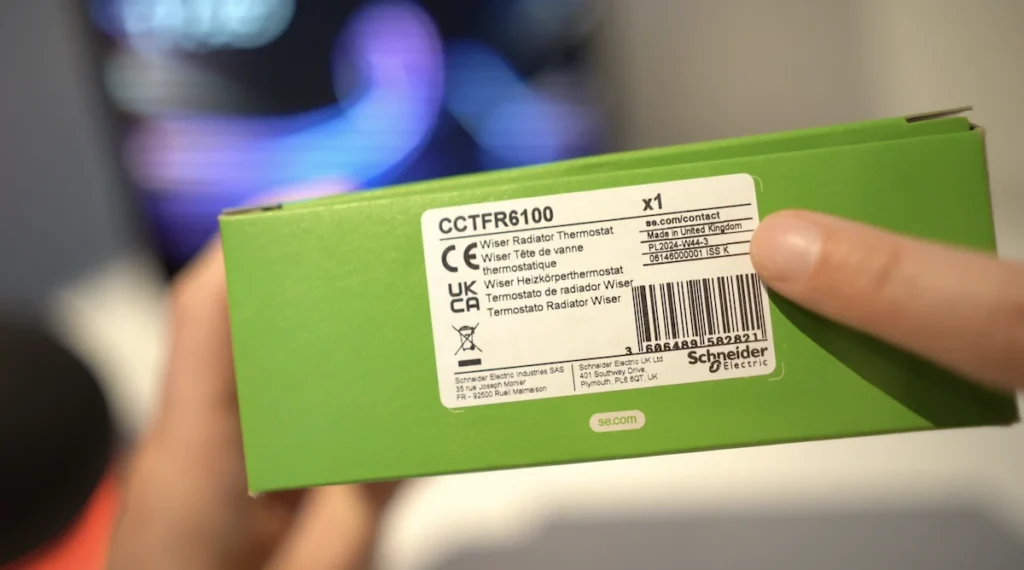 CCTFR6100
x1
Wiser Radiator Thermostat
Wiser Tête de vanne
thermostatique
Wiser Heizkörperthermostat
Termostato de radiador Wiser
Termostato Radiator Wiser
CE
UK
CA
se.com/contact
Made in United Kingdom
PL2024-W44-3
06146000001 ISS K
3 606489 582821
Schneider Electric Industries SAS
35 rue Joseph Monier
FR - 92500 Rueil Malmaison
Schneider Electric UK Ltd
401 Southway Drive,
Plymouth, PL6 6QT, UK
Schneider
Electric
se.com